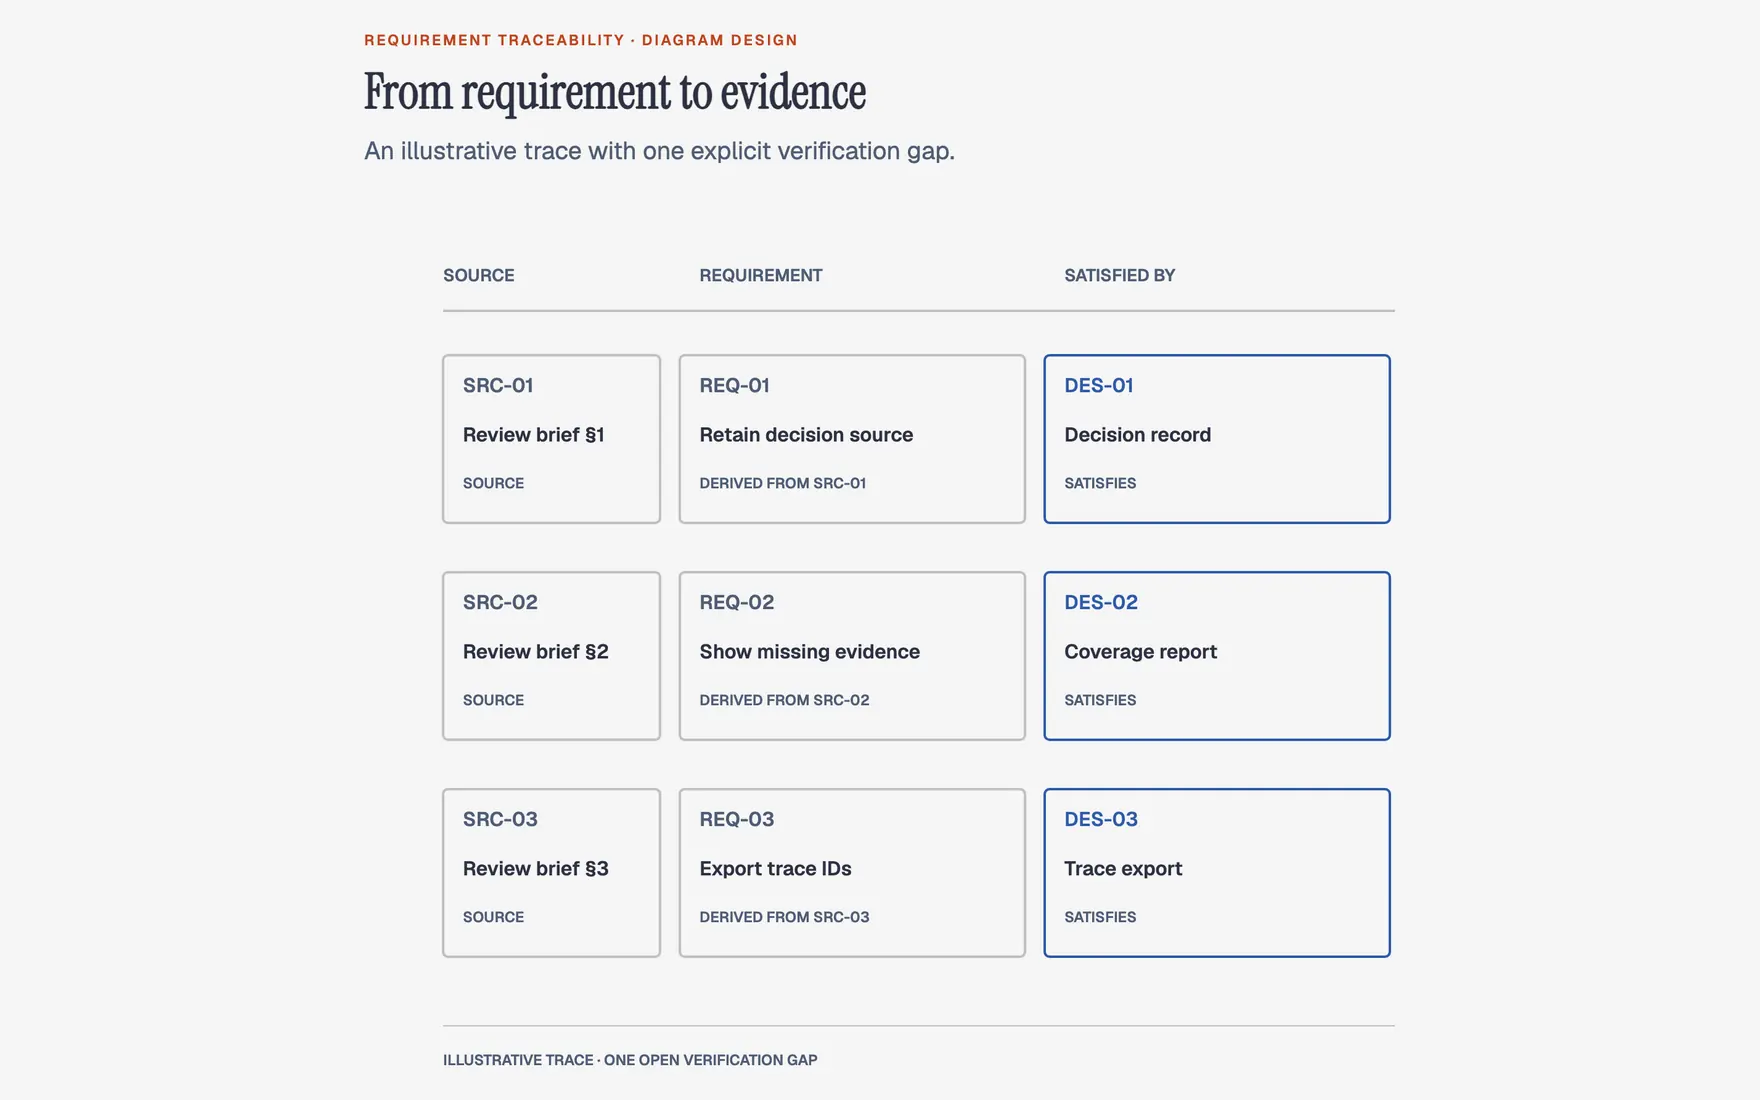 REQUIREMENT TRACEABILITY · DIAGRAM DESIGN
From requirement to evidence
An illustrative trace with one explicit verification gap.
SOURCE
REQUIREMENT
SATISFIED BY
SRC-01
Review brief §1
SOURCE
REQ-01
Retain decision source
DERIVED FROM SRC-01
DES-01
Decision record
SATISFIES
SRC-02
Review brief §2
SOURCE
REQ-02
Show missing evidence
DERIVED FROM SRC-02
DES-02
Coverage report
SATISFIES
SRC-03
Review brief §3
SOURCE
REQ-03
Export trace IDs
DERIVED FROM SRC-03
DES-03
Trace export
SATISFIES
ILLUSTRATIVE TRACE · ONE OPEN VERIFICATION GAP